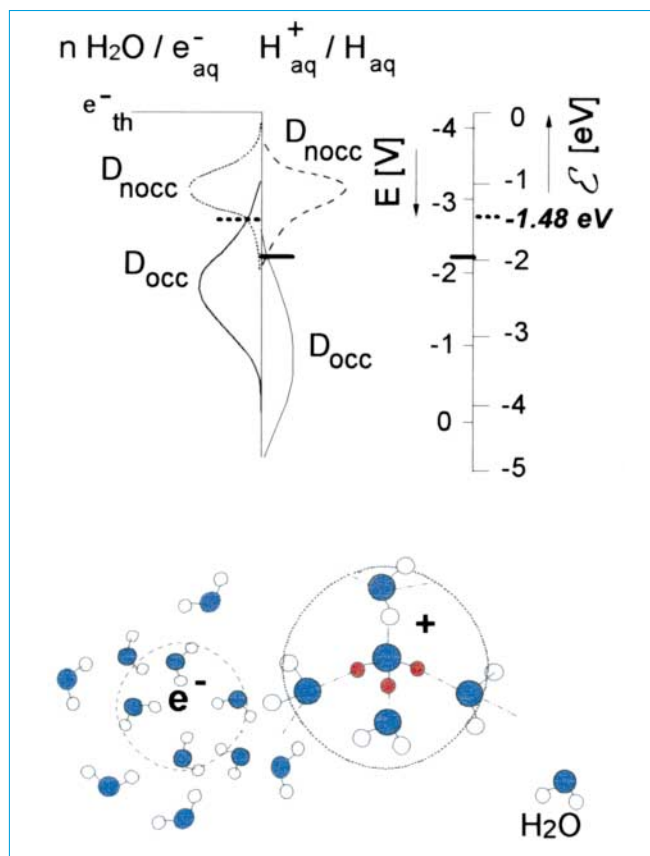 n H2O / e-aq H+aq / Haq
e-th
Dnocc
Dnocc
Docc
Docc
E [V]
ℰ [eV]
-4
-3
-2
-1
0
0
-1
-1.48 eV
-2
-3
-4
-5
e-
+
H2O